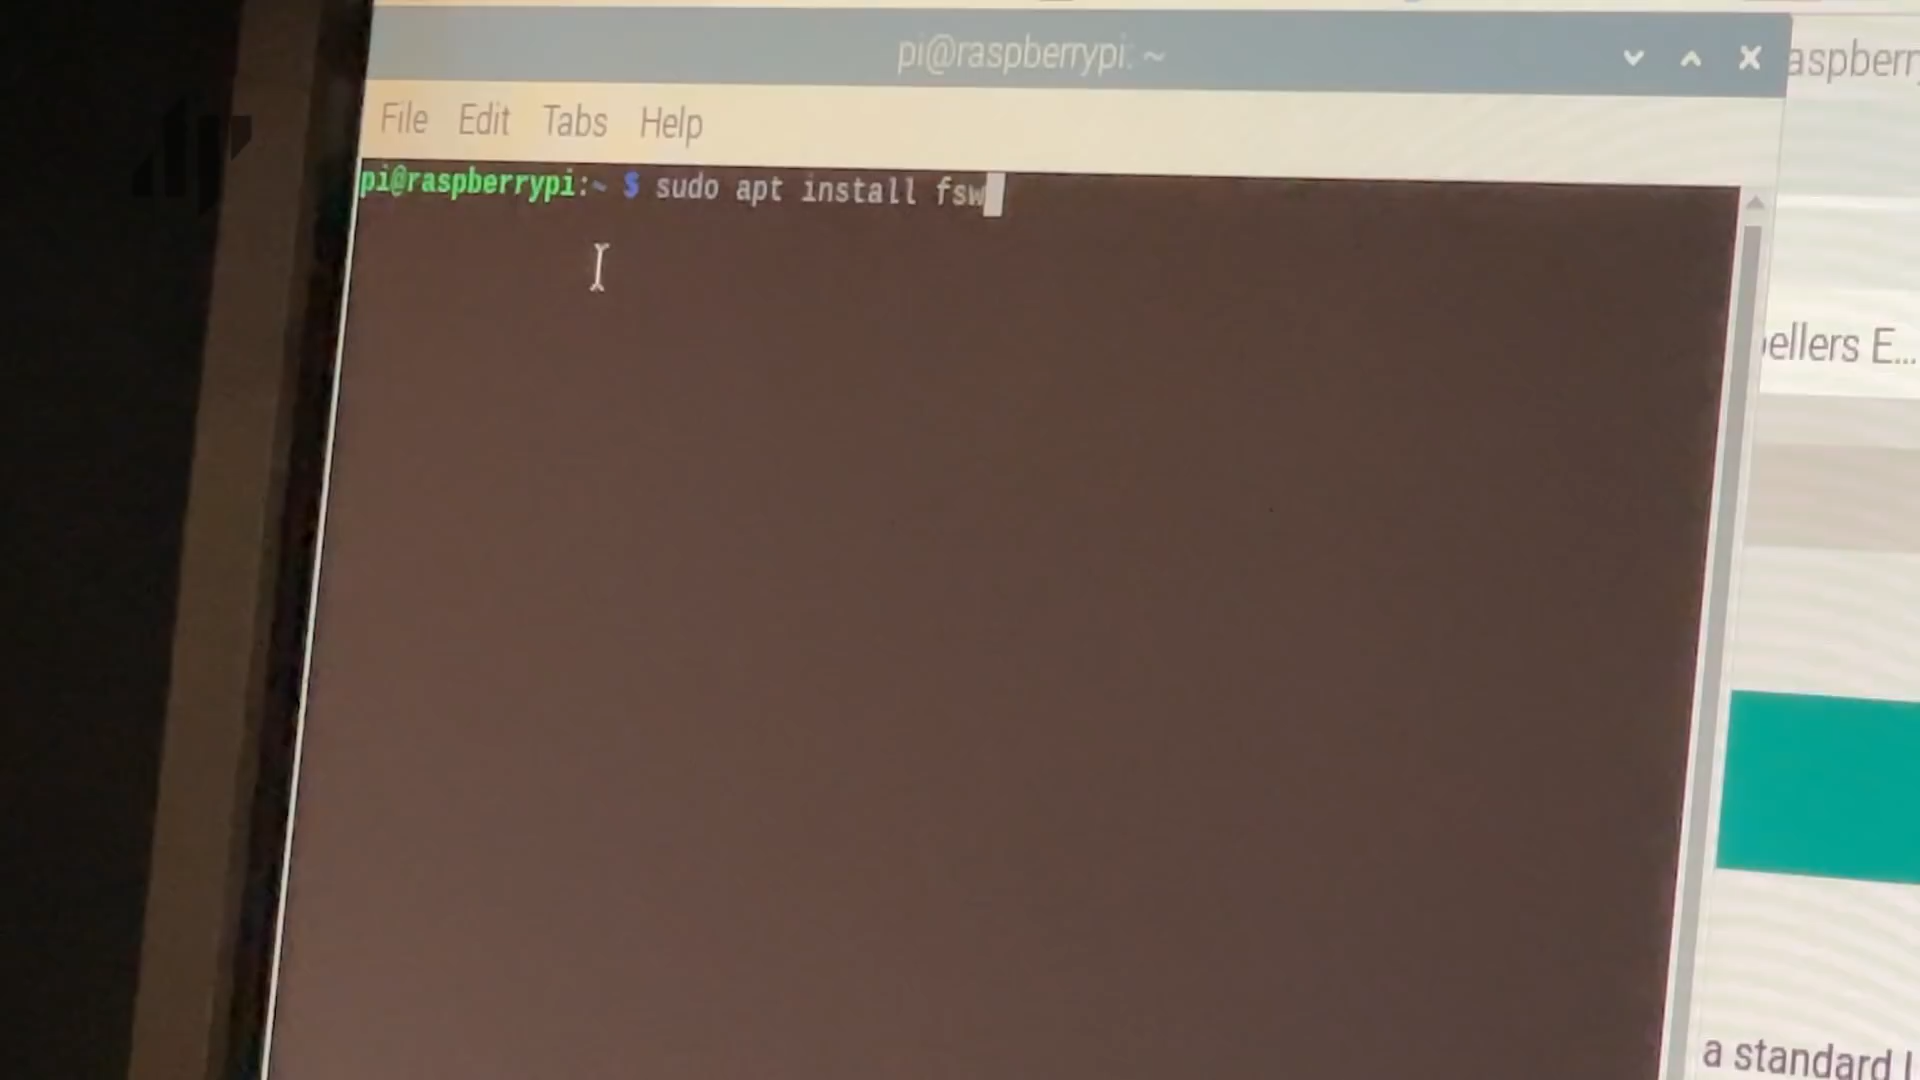 pi@raspberrypi: ~
aspberr
File Edit Tabs Help
pi@raspberrypi:~ $ sudo apt install fsw
ellers E...
a standard